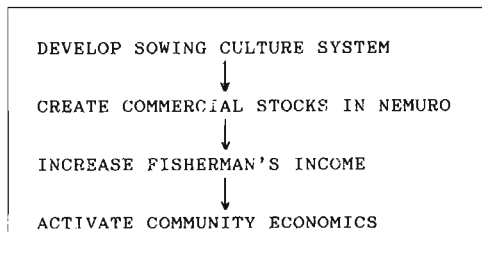 DEVELOP SOWING CULTURE SYSTEM
CREATE COMMERCIAL STOCKS IN NEMURO
INCREASE FISHERMAN'S INCOME
ACTIVATE COMMUNITY ECONOMICS